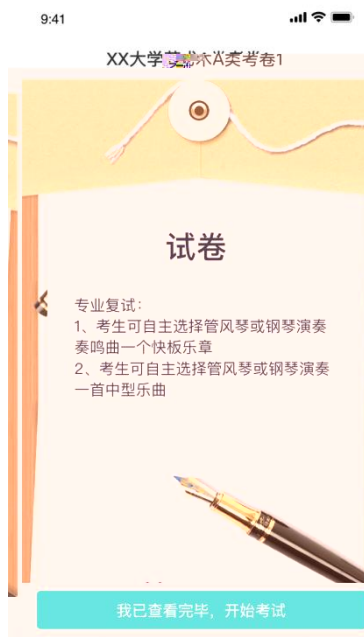 9:41
XX大学艺术A类考卷1
试卷
专业复试：
1、考生可自主选择管风琴或钢琴演奏
奏鸣曲一个快板乐章
2、考生可自主选择管风琴或钢琴演奏
一首中型乐曲
我已查看完毕，开始考试